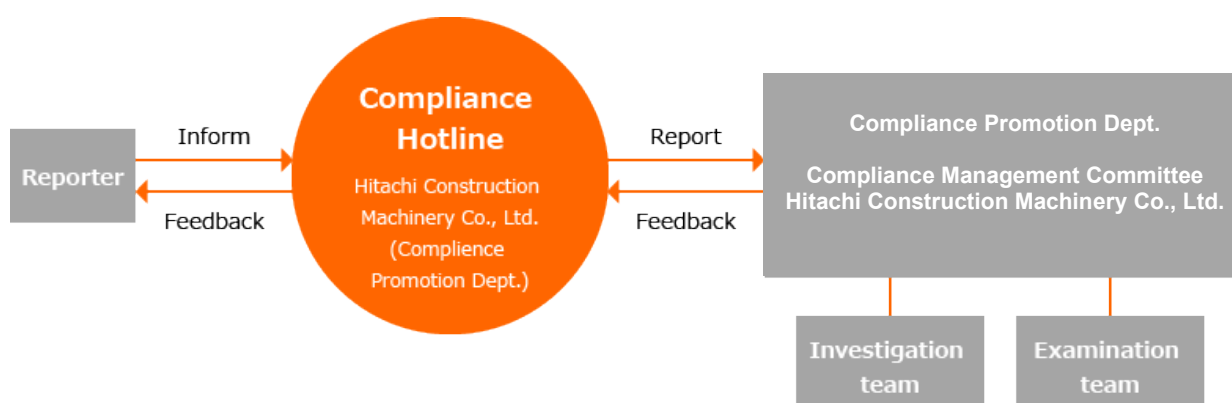 Reporter
Inform
Feedback
Compliance
Hotline
Hitachi Construction
Machinery Co., Ltd.
(Complience
Promotion Dept.)
Report
Feedback
Compliance Promotion Dept.
Compliance Management Committee
Hitachi Construction Machinery Co., Ltd.
Investigation
team
Examination
team